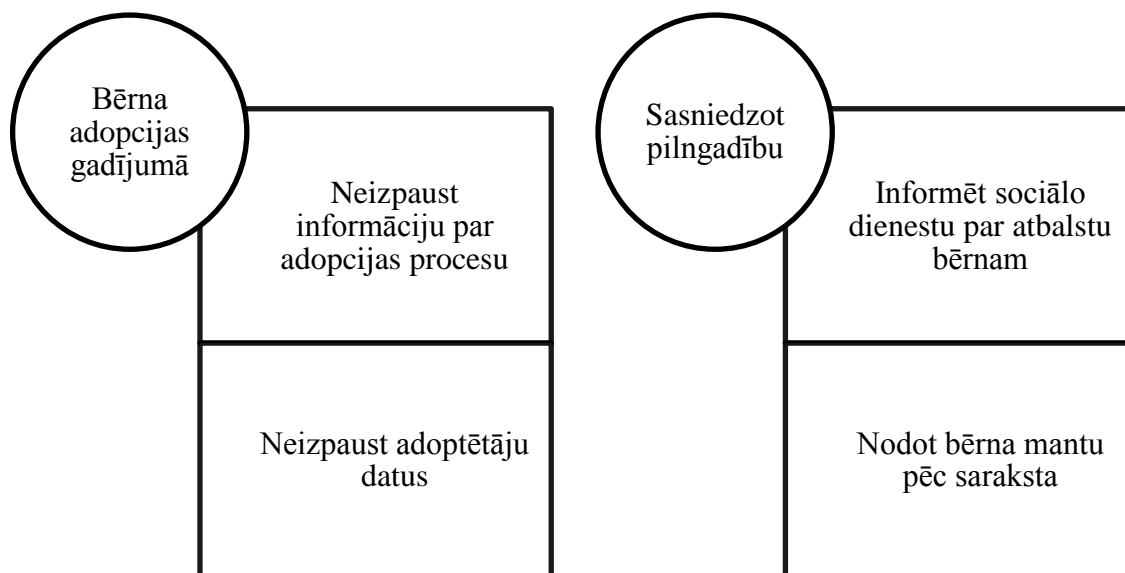 Bērna
adopcijas
gadījumā
Neizpaust
informāciju par
adopcijas procesu
Neizpaust adoptētāju
datus
Sasniedzot
pilngadību
Informēt sociālo
dienestu par atbalstu
bērnam
Nodot bērna mantu
pēc saraksta